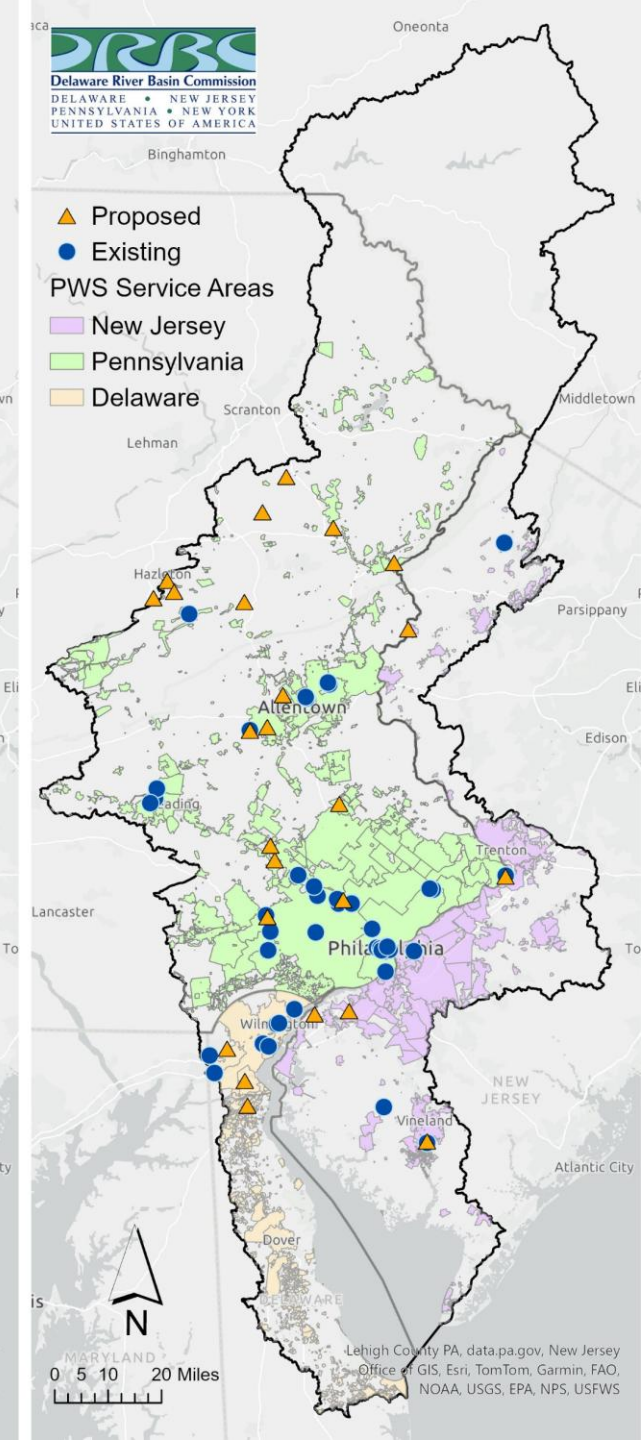 Oneonta
Delaware River Basin Commission
DELAWARE • NEW JERSEY
PENNSYLVANIA • NEW YORK
UNITED STATES OF AMERICA
Binghamton
Proposed
Existing
PWS Service Areas
New Jersey
Pennsylvania
Delaware
Scranton
Middletown
Lehman
Hazleton
Parsippany
Allentown
Edison
Trenton
Lancaster
Philadelphia
Wilmington
NEW
JERSEY
Vineland
Atlantic City
Dover
DELAWARE
N
MARYLAND
0 5 10 20 Miles
Lehigh County PA, data.pa.gov, New Jersey
Office of GIS, Esri, TomTom, Garmin, FAO,
NOAA, USGS, EPA, NPS, USFWS